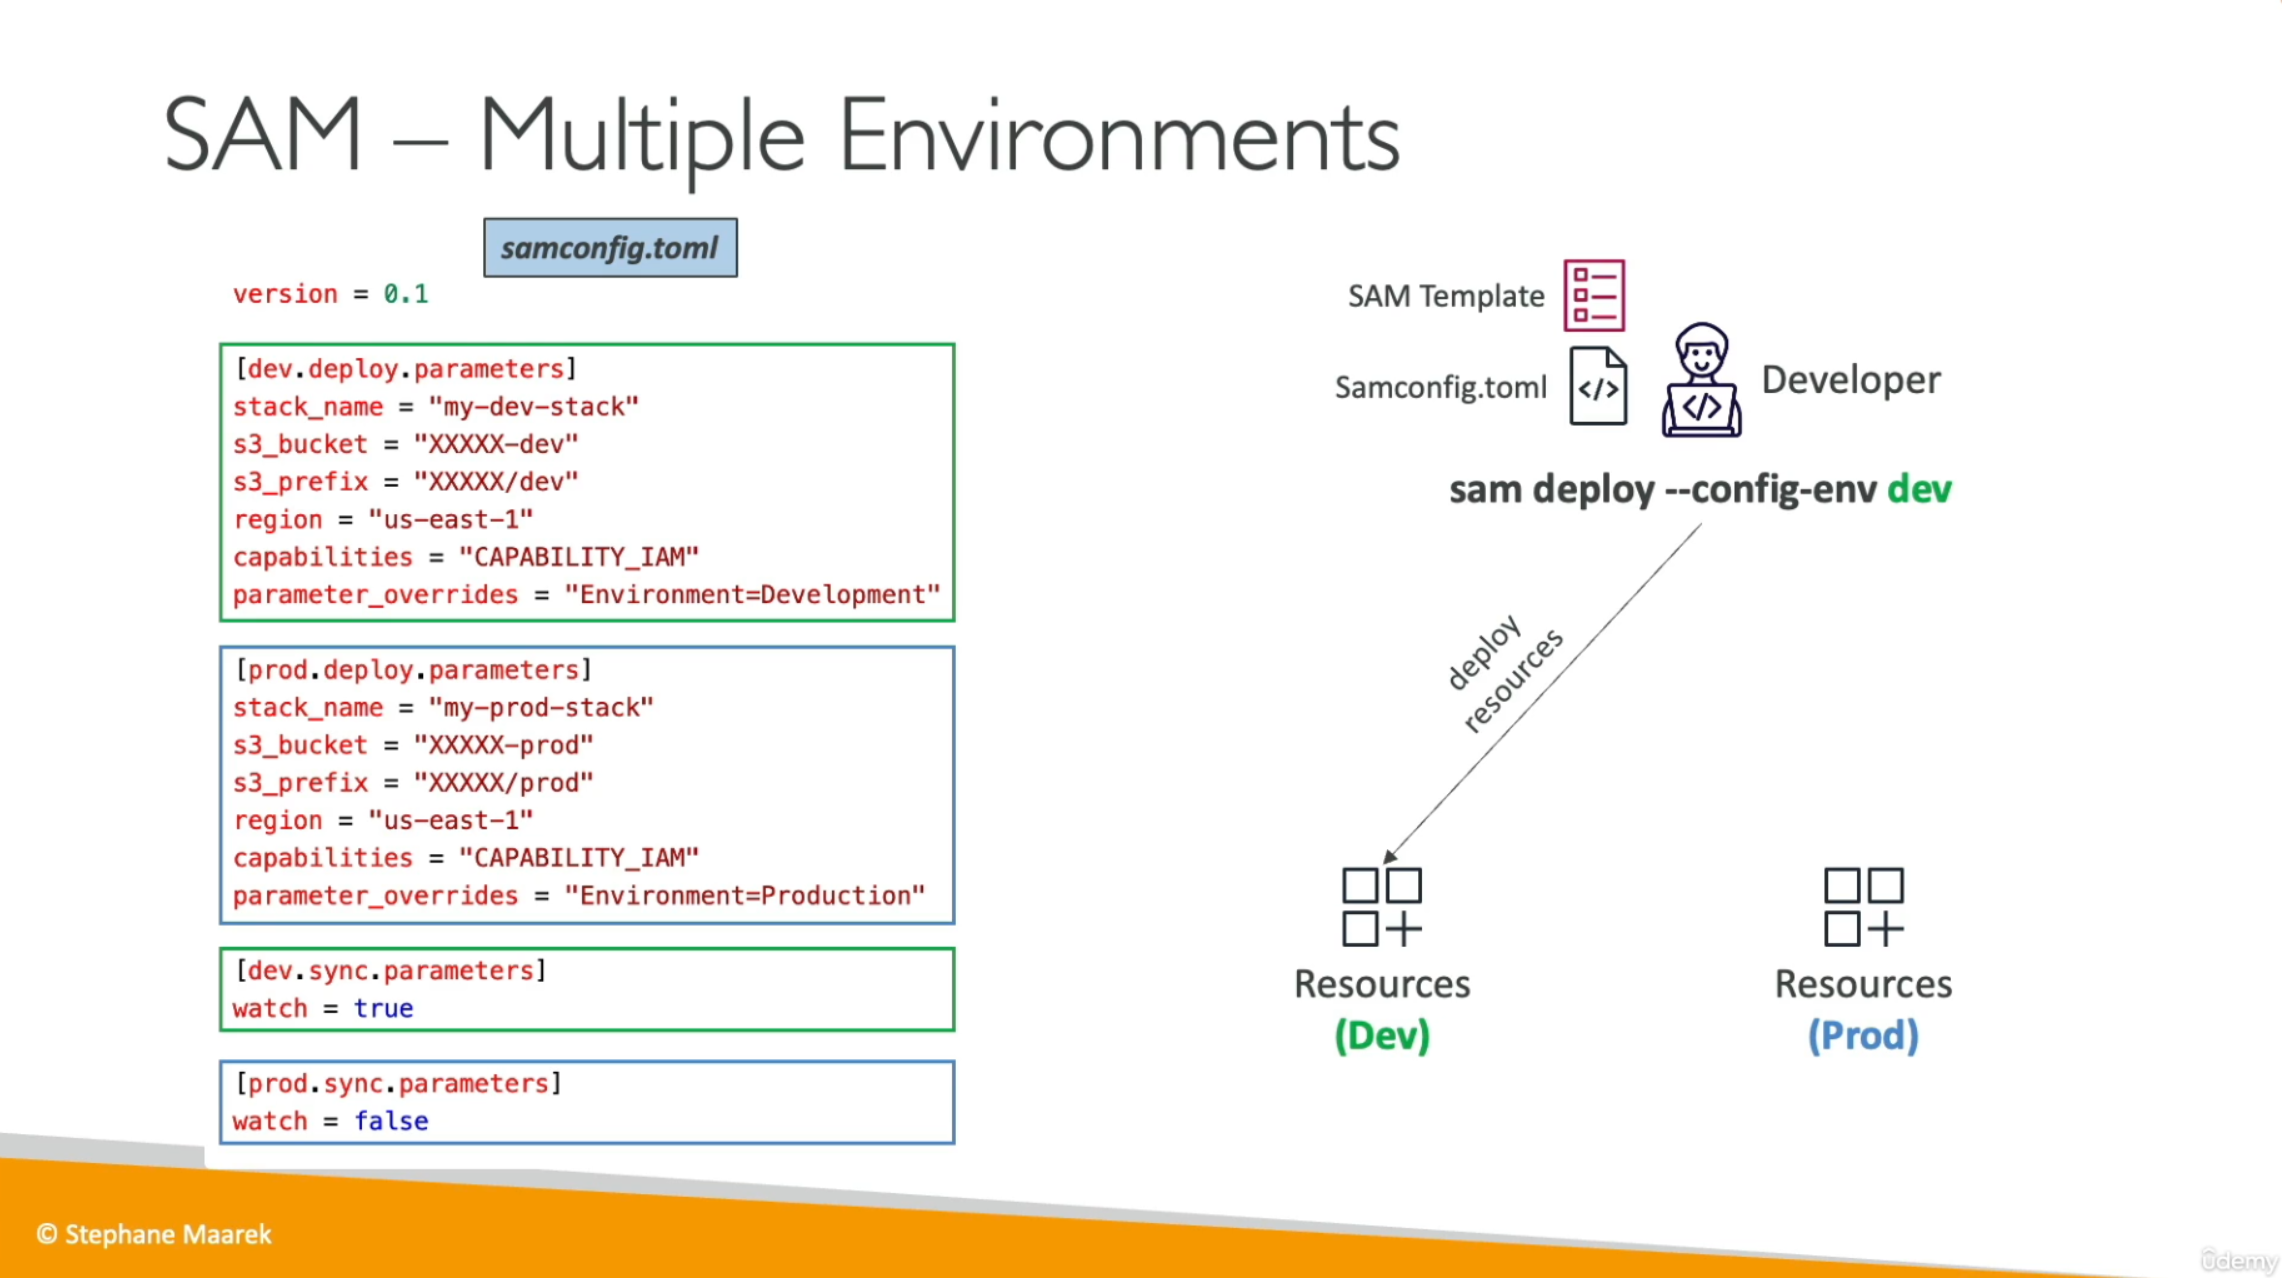 SAM – Multiple Environments
samconfig.toml
version = 0.1
[dev.deploy.parameters]
stack_name = "my-dev-stack"
s3_bucket = "XXXXX-dev"
s3_prefix = "XXXXX/dev"
region = "us-east-1"
capabilities = "CAPABILITY_IAM"
parameter_overrides = "Environment=Development"
[prod.deploy.parameters]
stack_name = "my-prod-stack"
s3_bucket = "XXXXX-prod"
s3_prefix = "XXXXX/prod"
region = "us-east-1"
capabilities = "CAPABILITY_IAM"
parameter_overrides = "Environment=Production"
[dev.sync.parameters]
watch = true
[prod.sync.parameters]
watch = false
SAM Template
Samconfig.toml
</>
Developer
</>
sam deploy --config-env dev
deploy
resources
Resources
(Dev)
Resources
(Prod)
© Stephane Maarek
ûdemy